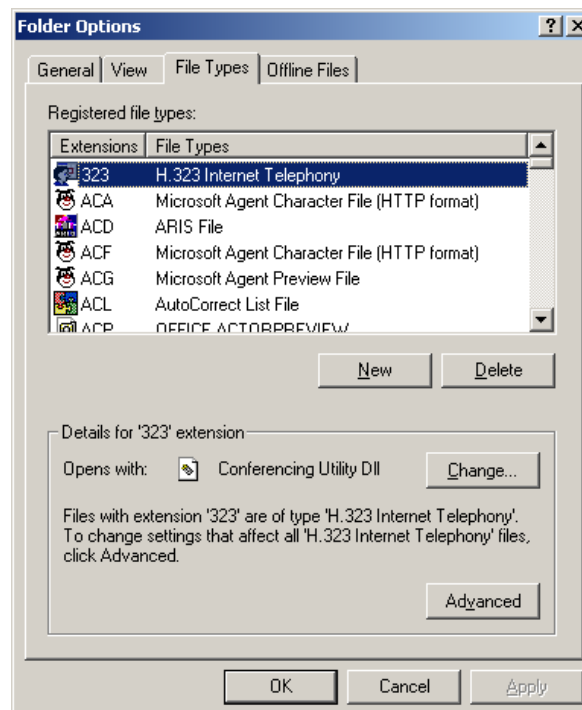 Folder Options
General View File Types Offline Files
Registered file types:
Extensions File Types
323 H.323 Internet Telephony
ACA Microsoft Agent Character File (HTTP format)
ACD ARIS File
ACF Microsoft Agent Character File (HTTP format)
ACG Microsoft Agent Preview File
ACL AutoCorrect List File
ACP OFFICE.ACTORPREVIEW
New Delete
Details for '323' extension
Opens with: Conferencing Utility Dll Change...
Files with extension '323' are of type 'H.323 Internet Telephony'.
To change settings that affect all 'H.323 Internet Telephony' files,
click Advanced.
Advanced
OK Cancel Apply